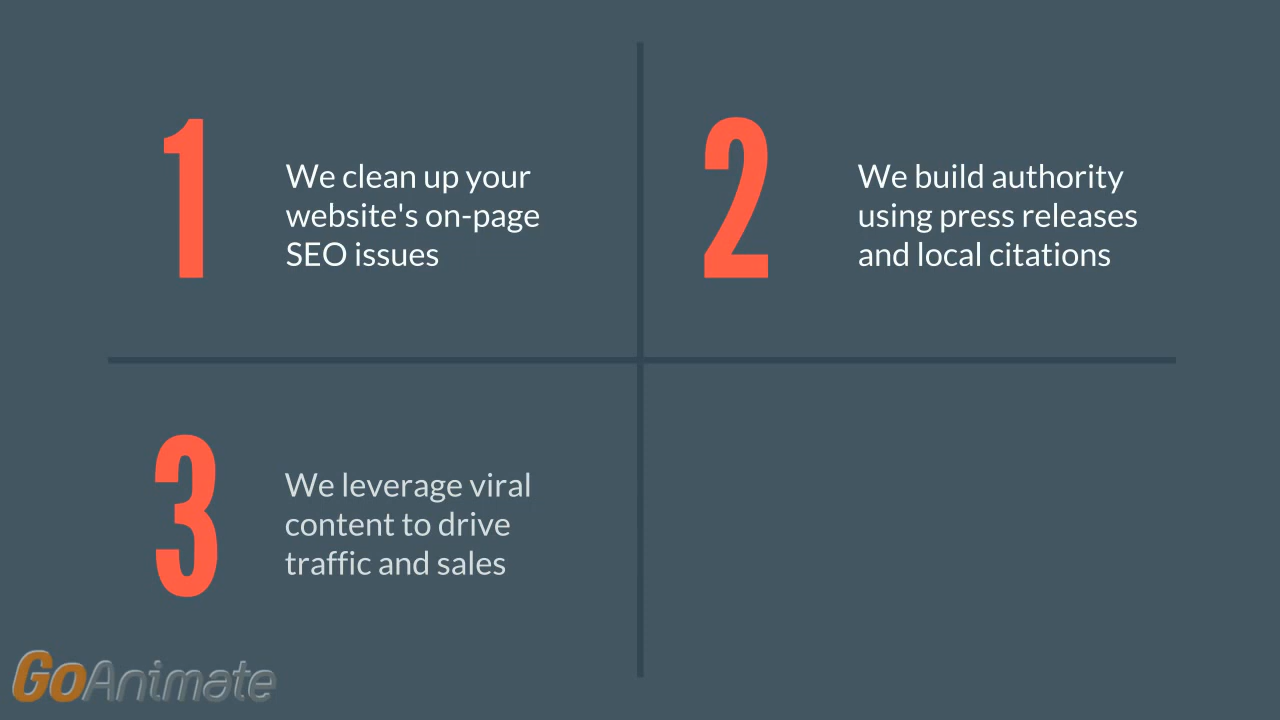 1
We clean up your
website's on-page
SEO issues
2
We build authority
using press releases
and local citations
3
We leverage viral
content to drive
traffic and sales
GoAnimate